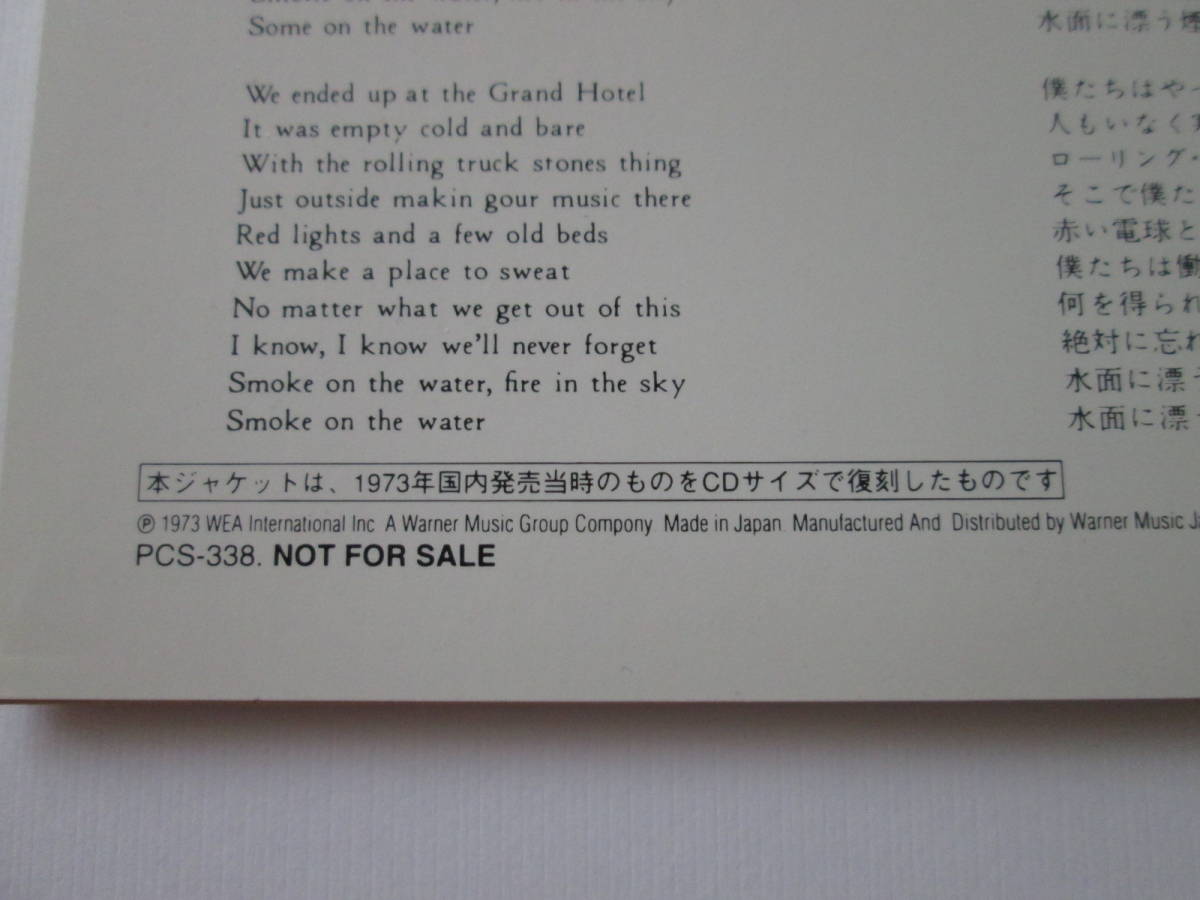 Some on the water
水面に漂う煙
We ended up at the Grand Hotel
僕たちはや
It was empty cold and bare
人もいなく
With the rolling truck stones thing
ローリング・
Just outside makin gour music there
そこで僕た
Red lights and a few old beds
赤い電球と
We make a place to sweat
僕たちは働
No matter what we get out of this
何を得られ
I know, I know we'll never forget
絶対に忘れ
Smoke on the water, fire in the sky
水面に漂う
Smoke on the water
水面に漂
本ジャケットは、1973年国内発売当時のものをCDサイズで復刻したものです
℗ 1973 WEA International Inc A Warner Music Group Company Made in Japan Manufactured And Distributed by Warner Music Ja
PCS-338. NOT FOR SALE